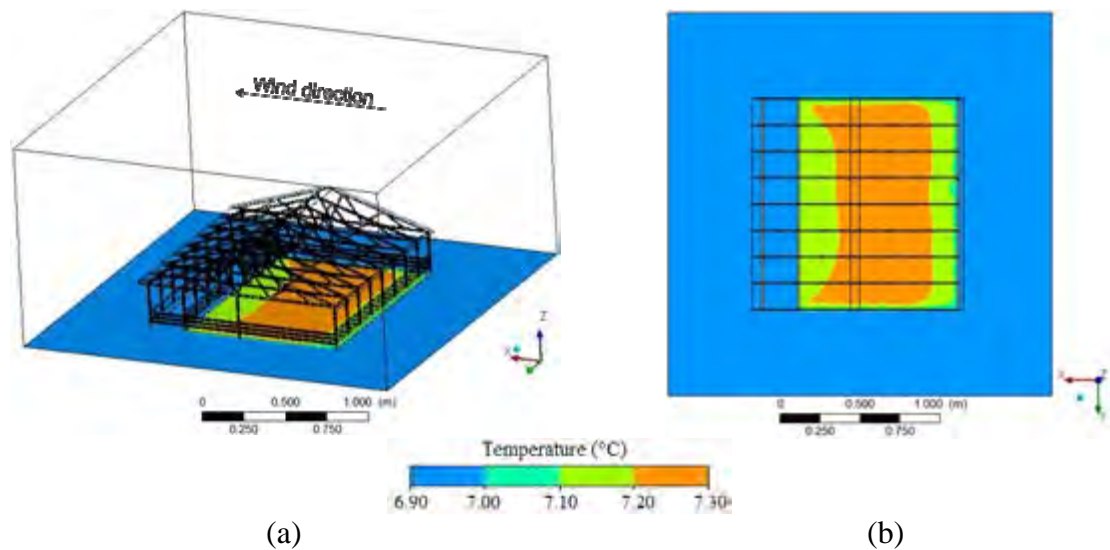 Wind direction
Z
X
0 0.500 1.000 (m)
0.250 0.750
Z
X
Y
0 0.500 1.000 (m)
0.250 0.750
Temperature (°C)
6.90 7.00 7.10 7.20 7.30
(a) (b)